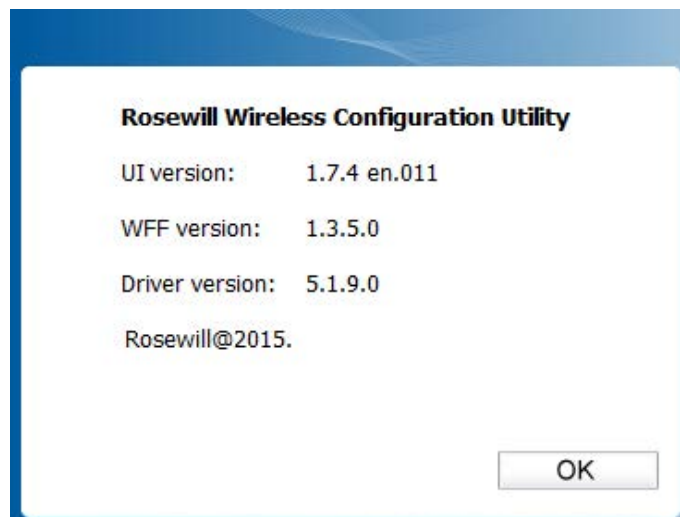 Rosewill Wireless Configuration Utility
UI version: 1.7.4 en.011
WFF version: 1.3.5.0
Driver version: 5.1.9.0
Rosewill@2015.
OK